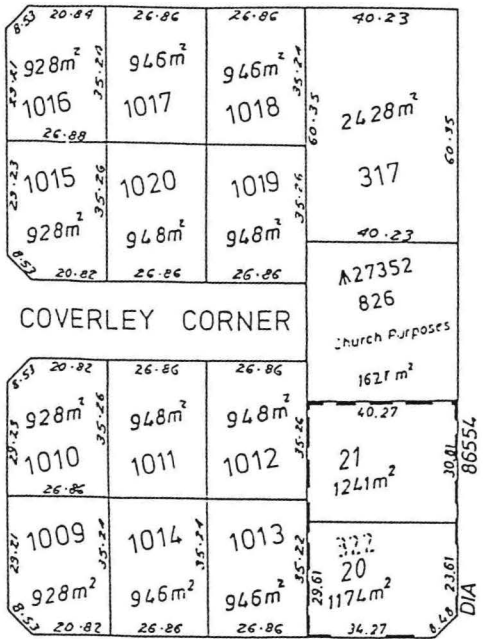 8.53 20.84 26.86 26.86 40.23
29.21 928m² 35.24 946m² 946m² 35.24
1016 1017 1018 60.35 2428m² 60.35
26.88
29.23 1015 35.26 1020 1019 35.26 317
928m² 948m² 948m²
40.23
8.53 20.82 26.86 26.86
27352
826
COVERLEY CORNER
Church Purposes
m²
8.53 20.82 26.86 26.86
40.27
29.23 928m² 35.26 948m² 948m² 35.26
1010 1011 1012 21 30.81 86554
1241m²
26.86
29.21 1009 35.24 1014 35.24 1013 35.22
322
20
928m² 946m² 946m² 29.61 1174m² 23.61 DIA
8.53 20.82 26.86 26.86 34.27 8.48